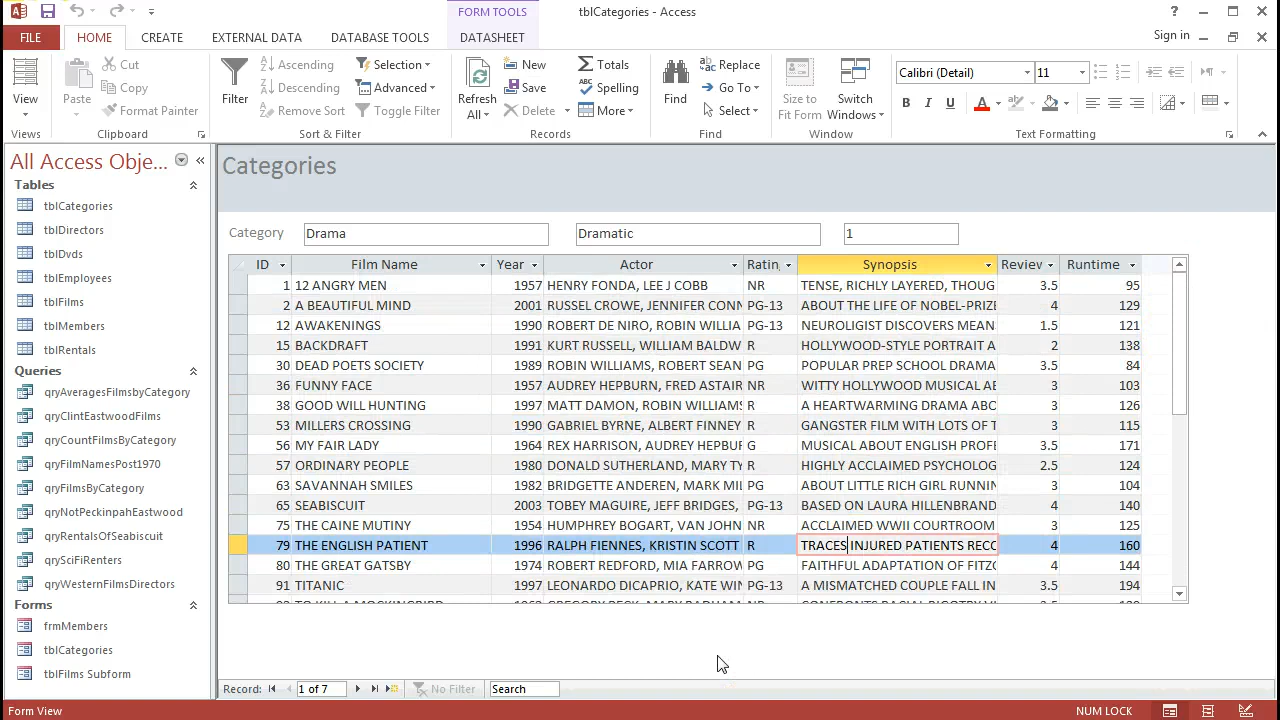 FORM TOOLS
tblCategories - Access
Sign in
FILE HOME CREATE EXTERNAL DATA DATABASE TOOLS DATASHEET
View
Views
Paste
Cut
Copy
Format Painter
Clipboard
Filter
Ascending
Descending
Remove Sort
Selection
Advanced
Toggle Filter
Sort & Filter
Refresh
All
New
Save
Delete
Totals
Spelling
More
Records
Find
Replace
Go To
Select
Find
Size to
Fit Form
Switch
Windows
Window
Calibri (Detail) 11
B I U
Text Formatting
All Access Obje...
Tables
tblCategories
tblDirectors
tblDvds
tblEmployees
tblFilms
tblMembers
tblRentals
Queries
qryAveragesFilmsbyCategory
qryClintEastwoodFilms
qryCountFilmsByCategory
qryFilmNamesPost1970
qryFilmsByCategory
qryNotPeckinpahEastwood
qryRentalsOfSeabiscuit
qrySciFiRenters
qryWesternFilmsDirectors
Forms
frmMembers
tblCategories
tblFilms Subform
Categories
Category Drama Dramatic 1
ID Film Name Year Actor Rating Synopsis Review Runtime
1 12 ANGRY MEN 1957 HENRY FONDA, LEE J COBB NR TENSE, RICHLY LAYERED, THOUG 3.5 95
2 A BEAUTIFUL MIND 2001 RUSSEL CROWE, JENNIFER CONN PG-13 ABOUT THE LIFE OF NOBEL-PRIZE 4 129
12 AWAKENINGS 1990 ROBERT DE NIRO, ROBIN WILLIA PG-13 NEUROLIGIST DISCOVERS MEAN 1.5 121
15 BACKDRAFT 1991 KURT RUSSELL, WILLIAM BALDW R HOLLYWOOD-STYLE PORTRAIT A 2 138
30 DEAD POETS SOCIETY 1989 ROBIN WILLIAMS, ROBERT SEAN PG POPULAR PREP SCHOOL DRAMA 3.5 84
36 FUNNY FACE 1957 AUDREY HEPBURN, FRED ASTAIR NR WITTY HOLLYWOOD MUSICAL AB 3 103
38 GOOD WILL HUNTING 1997 MATT DAMON, ROBIN WILLIAMS R A HEARTWARMING DRAMA ABO 3 126
53 MILLERS CROSSING 1990 GABRIEL BYRNE, ALBERT FINNEY R GANGSTER FILM WITH LOTS OF T 3 115
56 MY FAIR LADY 1964 REX HARRISON, AUDREY HEPBUR G MUSICAL ABOUT ENGLISH PROF 3.5 171
57 ORDINARY PEOPLE 1980 DONALD SUTHERLAND, MARY TY R HIGHLY ACCLAIMED PSYCHOLOG 2.5 124
63 SAVANNAH SMILES 1982 BRIDGETTE ANDEREN, MARK MIL PG ABOUT LITTLE RICH GIRL RUNNIN 3 104
65 SEABISCUIT 2003 TOBEY MAGUIRE, JEFF BRIDGES, PG-13 BASED ON LAURA HILLENBRAND 4 140
75 THE CAINE MUTINY 1954 HUMPHREY BOGART, VAN JOHN NR ACCLAIMED WWII COURTROOM 3 125
79 THE ENGLISH PATIENT 1996 RALPH FIENNES, KRISTIN SCOTT R TRACES INJURED PATIENTS RECO 4 160
80 THE GREAT GATSBY 1974 ROBERT REDFORD, MIA FARROW PG FAITHFUL ADAPTATION OF FITZG 4 144
91 TITANIC 1997 LEONARDO DICAPRIO, KATE WIN PG-13 A MISMATCHED COUPLE FALL IN 3.5 194
Record: 1 of 7 No Filter Search
Form View NUM LOCK